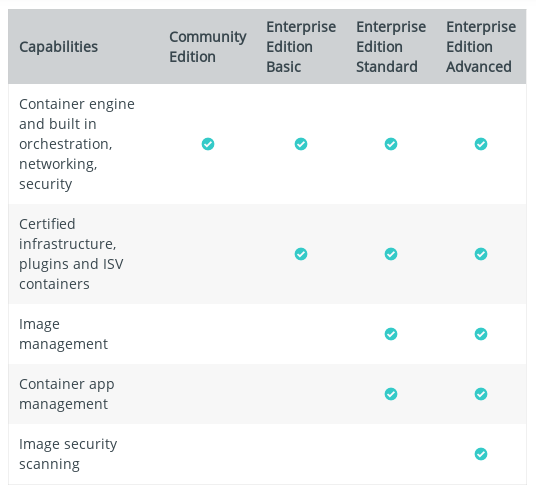 Capabilities
Community
Edition
Enterprise
Edition
Basic
Enterprise
Edition
Standard
Enterprise
Edition
Advanced
Container engine
and built in
orchestration,
networking,
security
Certified
infrastructure,
plugins and ISV
containers
Image
management
Container app
management
Image security
scanning